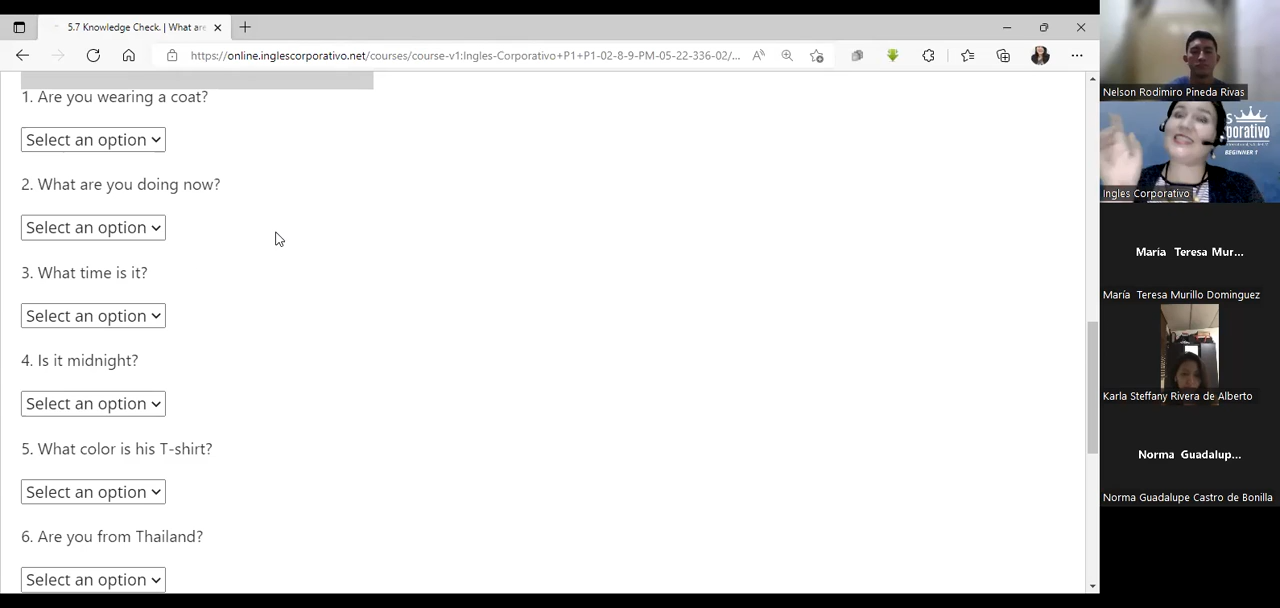 5.7 Knowledge Check. | What are
https://online.inglescorporativo.net/courses/course-v1:Ingles-Corporativo+P1+P1-02-8-9-PM-05-22-336-02/...
1. Are you wearing a coat?
Select an option
2. What are you doing now?
Select an option
3. What time is it?
Select an option
4. Is it midnight?
Select an option
5. What color is his T-shirt?
Select an option
6. Are you from Thailand?
Select an option
Nelson Rodimiro Pineda Rivas
S
porativo
BEGINNER 1
Ingles Corporativo
María Teresa Mur...
María Teresa Murillo Dominguez
Karla Steffany Rivera de Alberto
Norma Guadalup...
Norma Guadalupe Castro de Bonilla